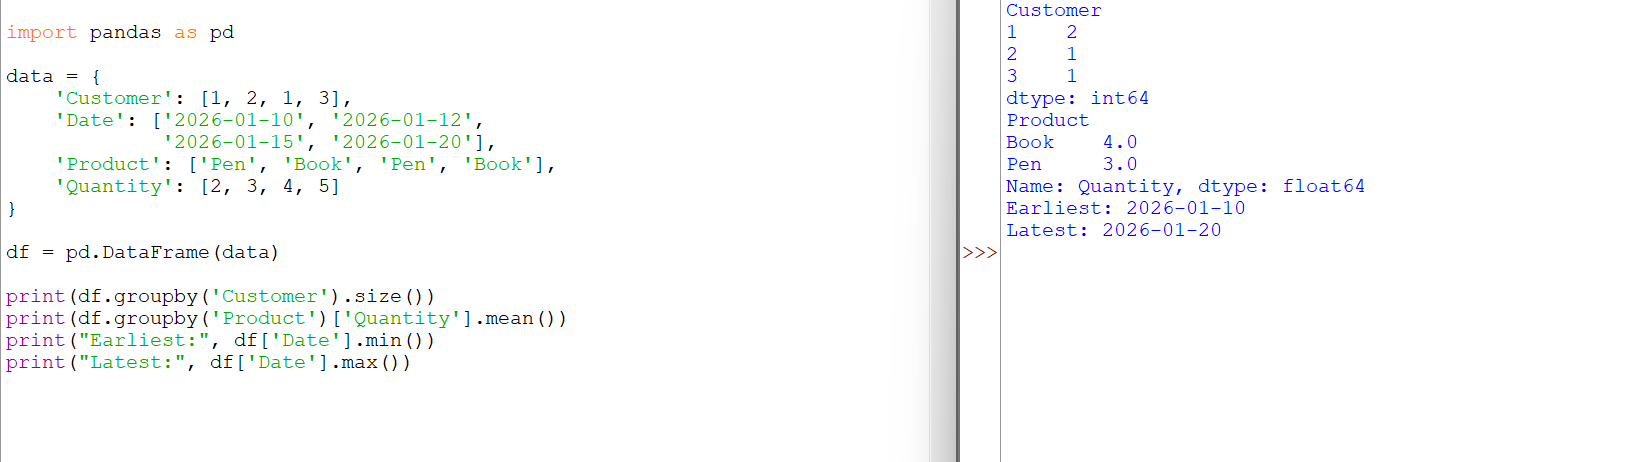 import pandas as pd
data = {
    'Customer': [1, 2, 1, 3],
    'Date': ['2026-01-10', '2026-01-12',
             '2026-01-15', '2026-01-20'],
    'Product': ['Pen', 'Book', 'Pen', 'Book'],
    'Quantity': [2, 3, 4, 5]
}
df = pd.DataFrame(data)
print(df.groupby('Customer').size())
print(df.groupby('Product')['Quantity'].mean())
print("Earliest:", df['Date'].min())
print("Latest:", df['Date'].max())
Customer
1    2
2    1
3    1
dtype: int64
Product
Book    4.0
Pen     3.0
Name: Quantity, dtype: float64
Earliest: 2026-01-10
Latest: 2026-01-20
>>>